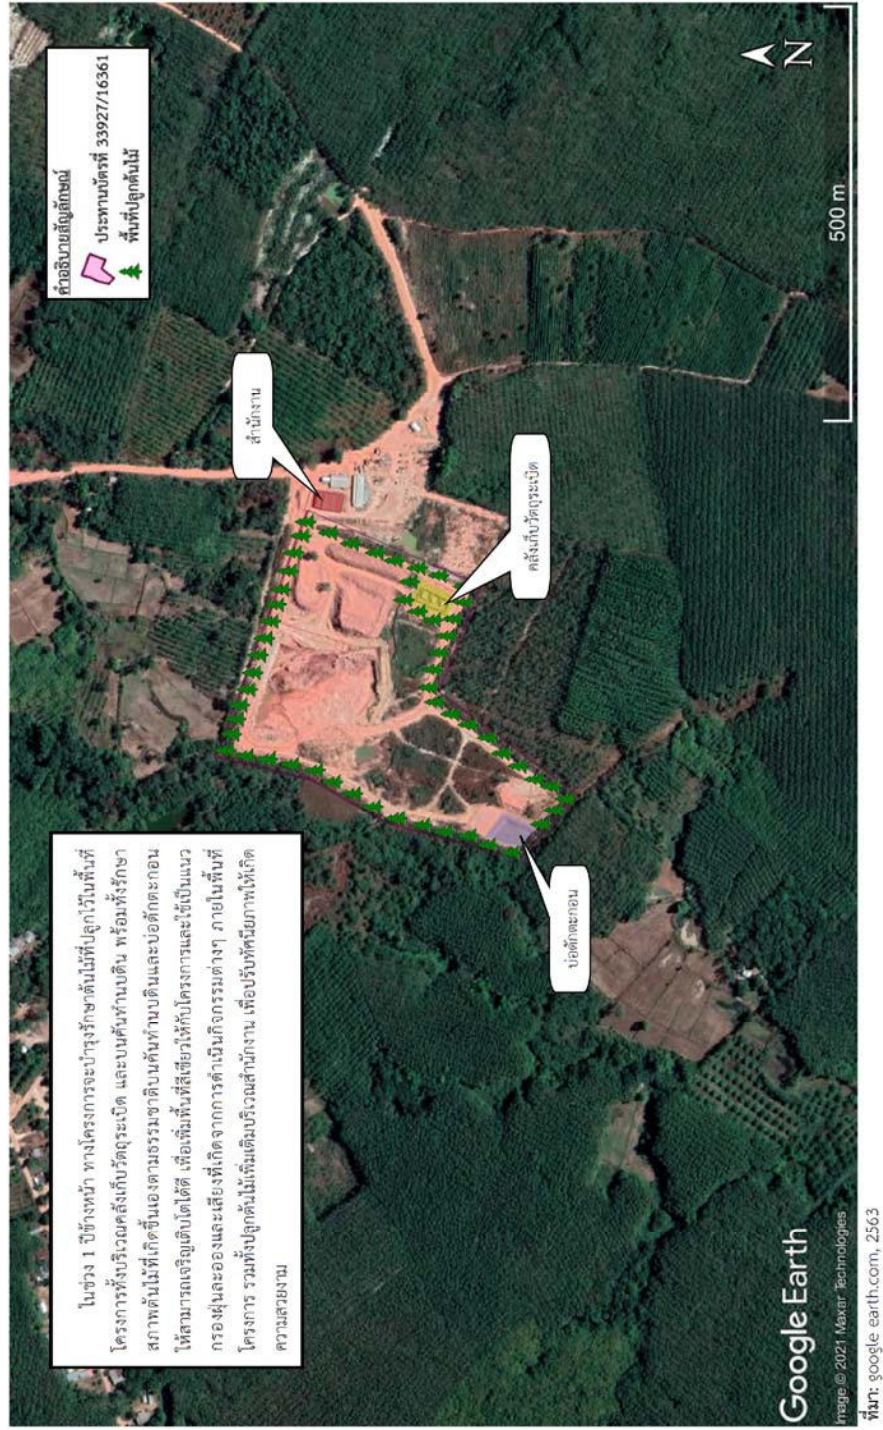 ในช่วง 1 ปีข้างหน้า ทางโครงการจะบำรุงรักษาต้นไม้ที่ปลูกไว้ในพื้นที่
โครงการทั้งบริเวณคลังเก็บวัตถุระเบิด และบนคันทำนบดิน พร้อมทั้งรักษา
สภาพต้นไม้ที่เกิดขึ้นเองตามธรรมชาติบนคันทำนบดินและบ่อดักตะกอน
ให้สามารถเจริญเติบโตได้ดี เพื่อเพิ่มพื้นที่สีเขียวให้กับโครงการและใช้เป็นแนว
กรองฝุ่นละอองและเสียงที่เกิดจากการดำเนินกิจกรรมต่างๆ ภายในพื้นที่
โครงการ รวมทั้งปลูกต้นไม้เพิ่มเติมบริเวณสำนักงาน เพื่อปรับทัศนียภาพให้เกิด
ความสวยงาม
คำอธิบายสัญลักษณ์
ประทานบัตรที่ 33927/16361
พื้นที่ปลูกต้นไม้
สำนักงาน
คลังเก็บวัตถุระเบิด
บ่อดักตะกอน
N
500 m
Google Earth
Image © 2021 Maxar Technologies
ที่มา: google earth.com, 2563